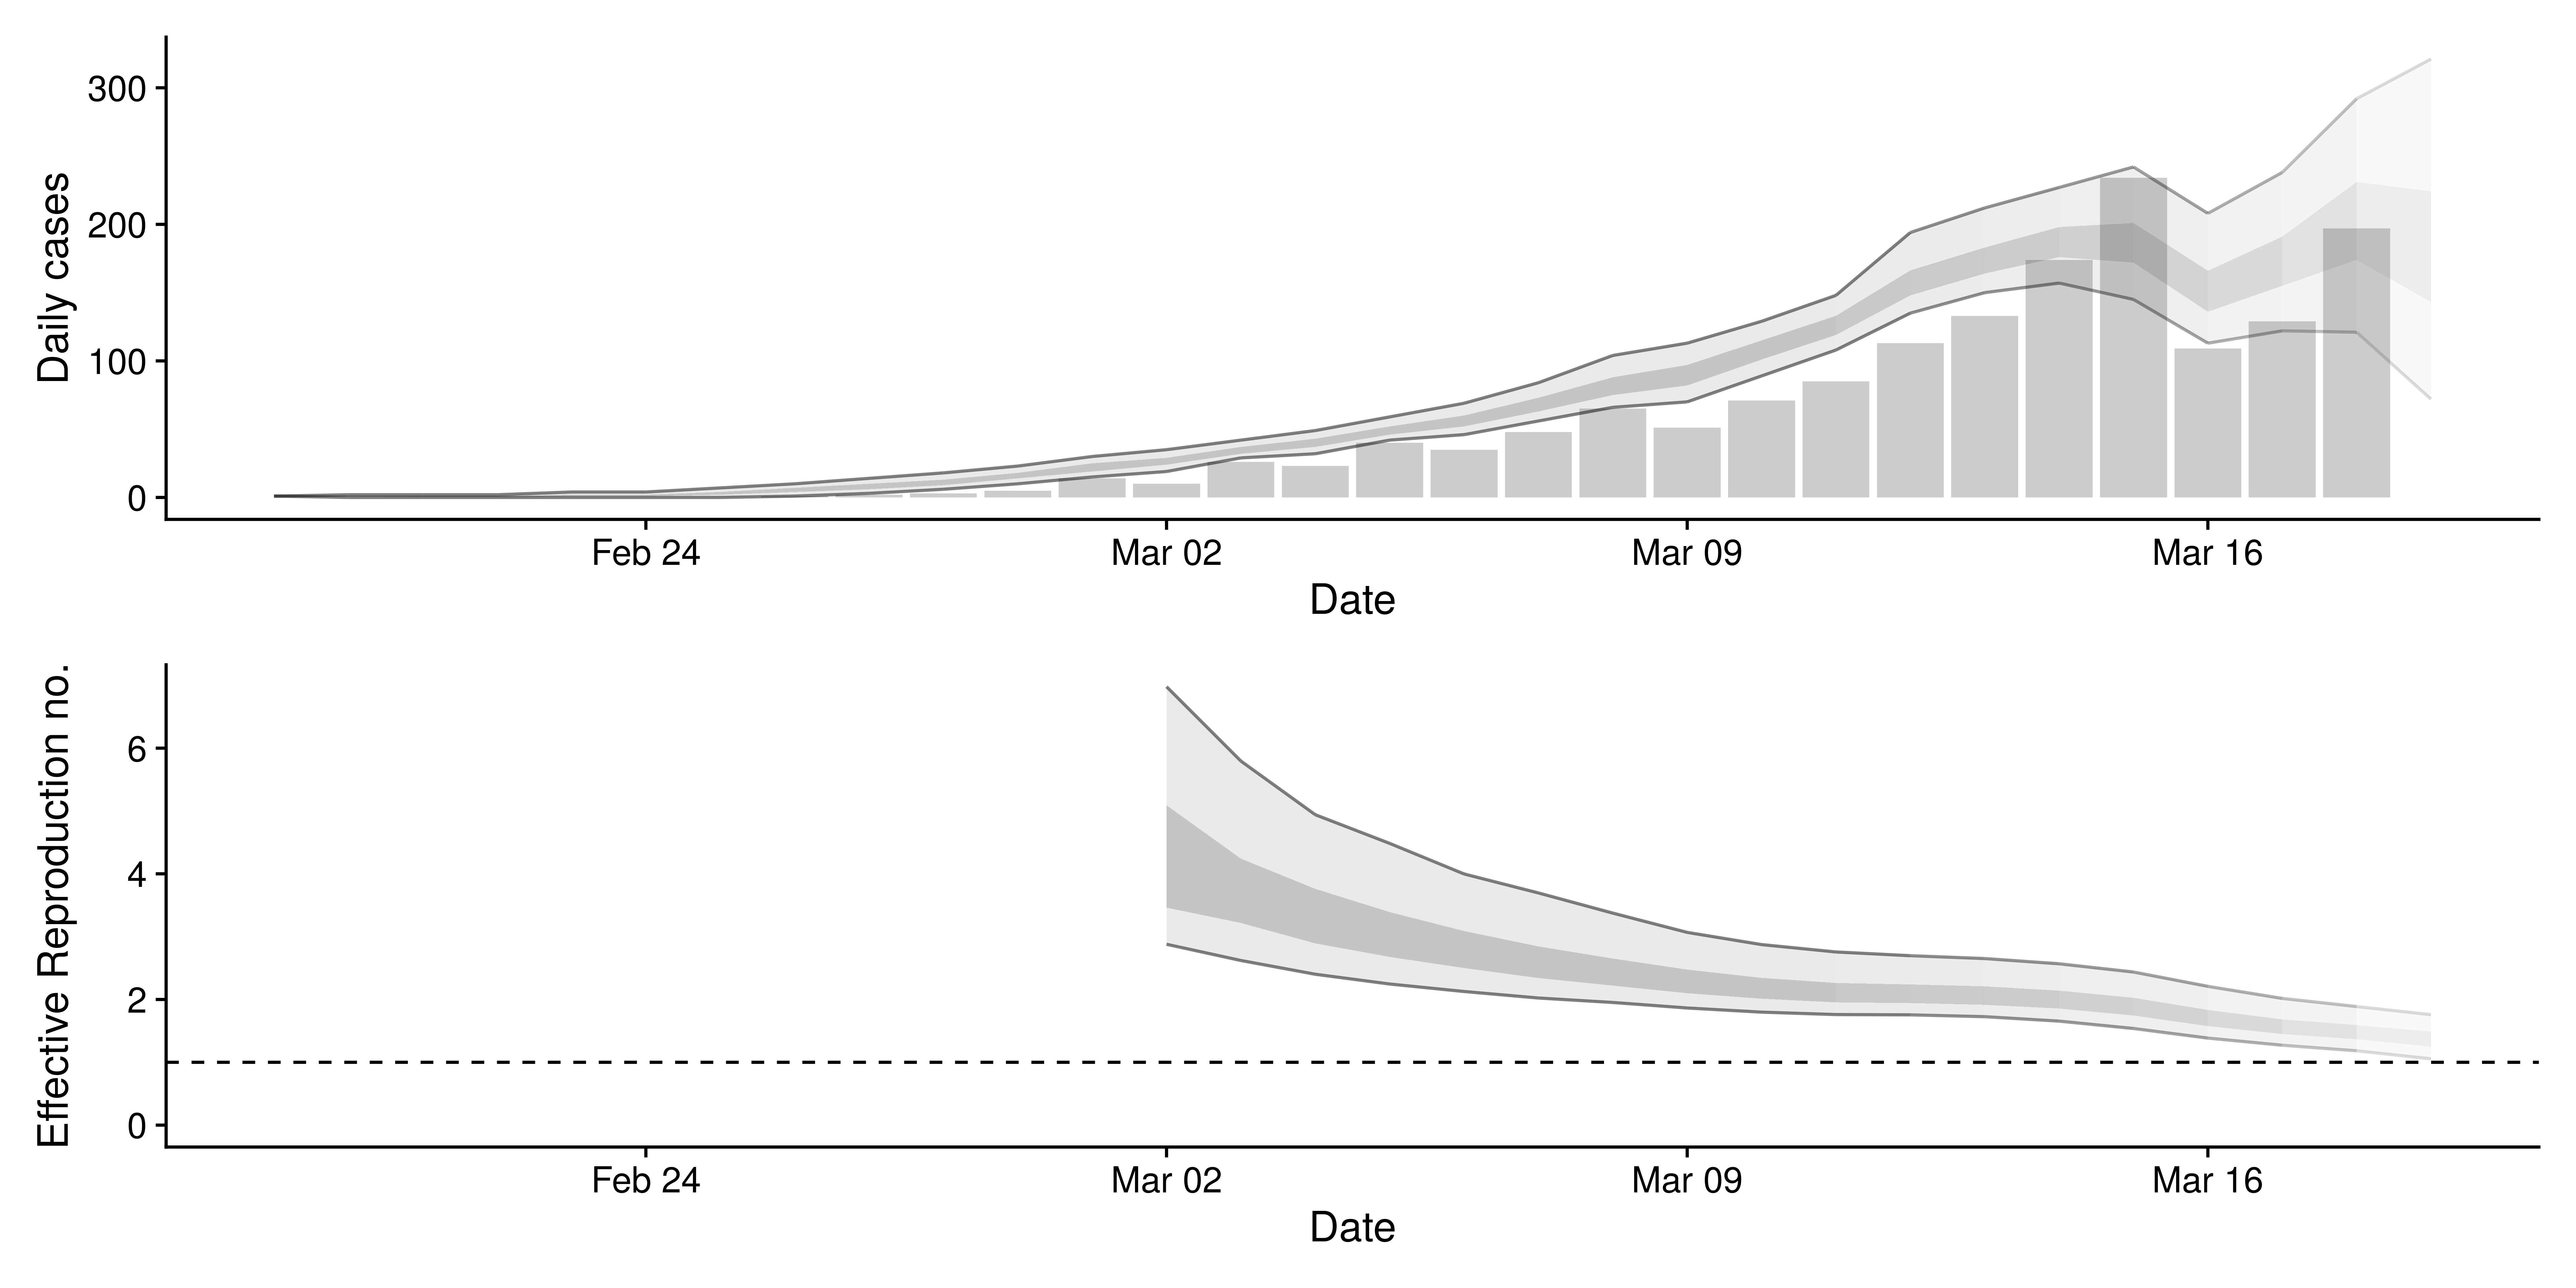 Daily cases
300
200
100
0
Feb 24 Mar 02 Mar 09 Mar 16
Date
Effective Reproduction no.
6
4
2
0
Feb 24 Mar 02 Mar 09 Mar 16
Date